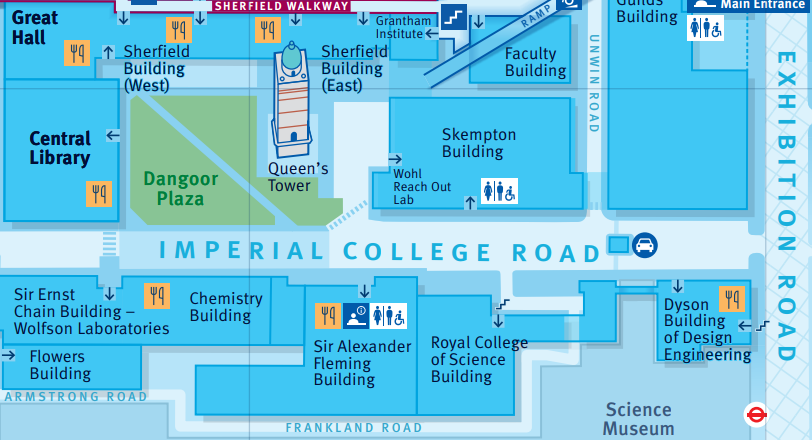 SHERFIELD WALKWAY
Great
Hall
Sherfield
Building
(West)
Sherfield
Building
(East)
Grantham
Institute
RAMP
Faculty
Building
UNWIN ROAD
Building
Main Entrance
EXHIBITION ROAD
Central
Library
Dangoor
Plaza
Queen's
Tower
Skempton
Building
Wohl
Reach Out
Lab
IMPERIAL COLLEGE ROAD
Sir Ernst
Chain Building –
Wolfson Laboratories
Chemistry
Building
Flowers
Building
Sir Alexander
Fleming
Building
Royal College
of Science
Building
Dyson
Building
of Design
Engineering
ARMSTRONG ROAD
FRANKLAND ROAD
Science
Museum